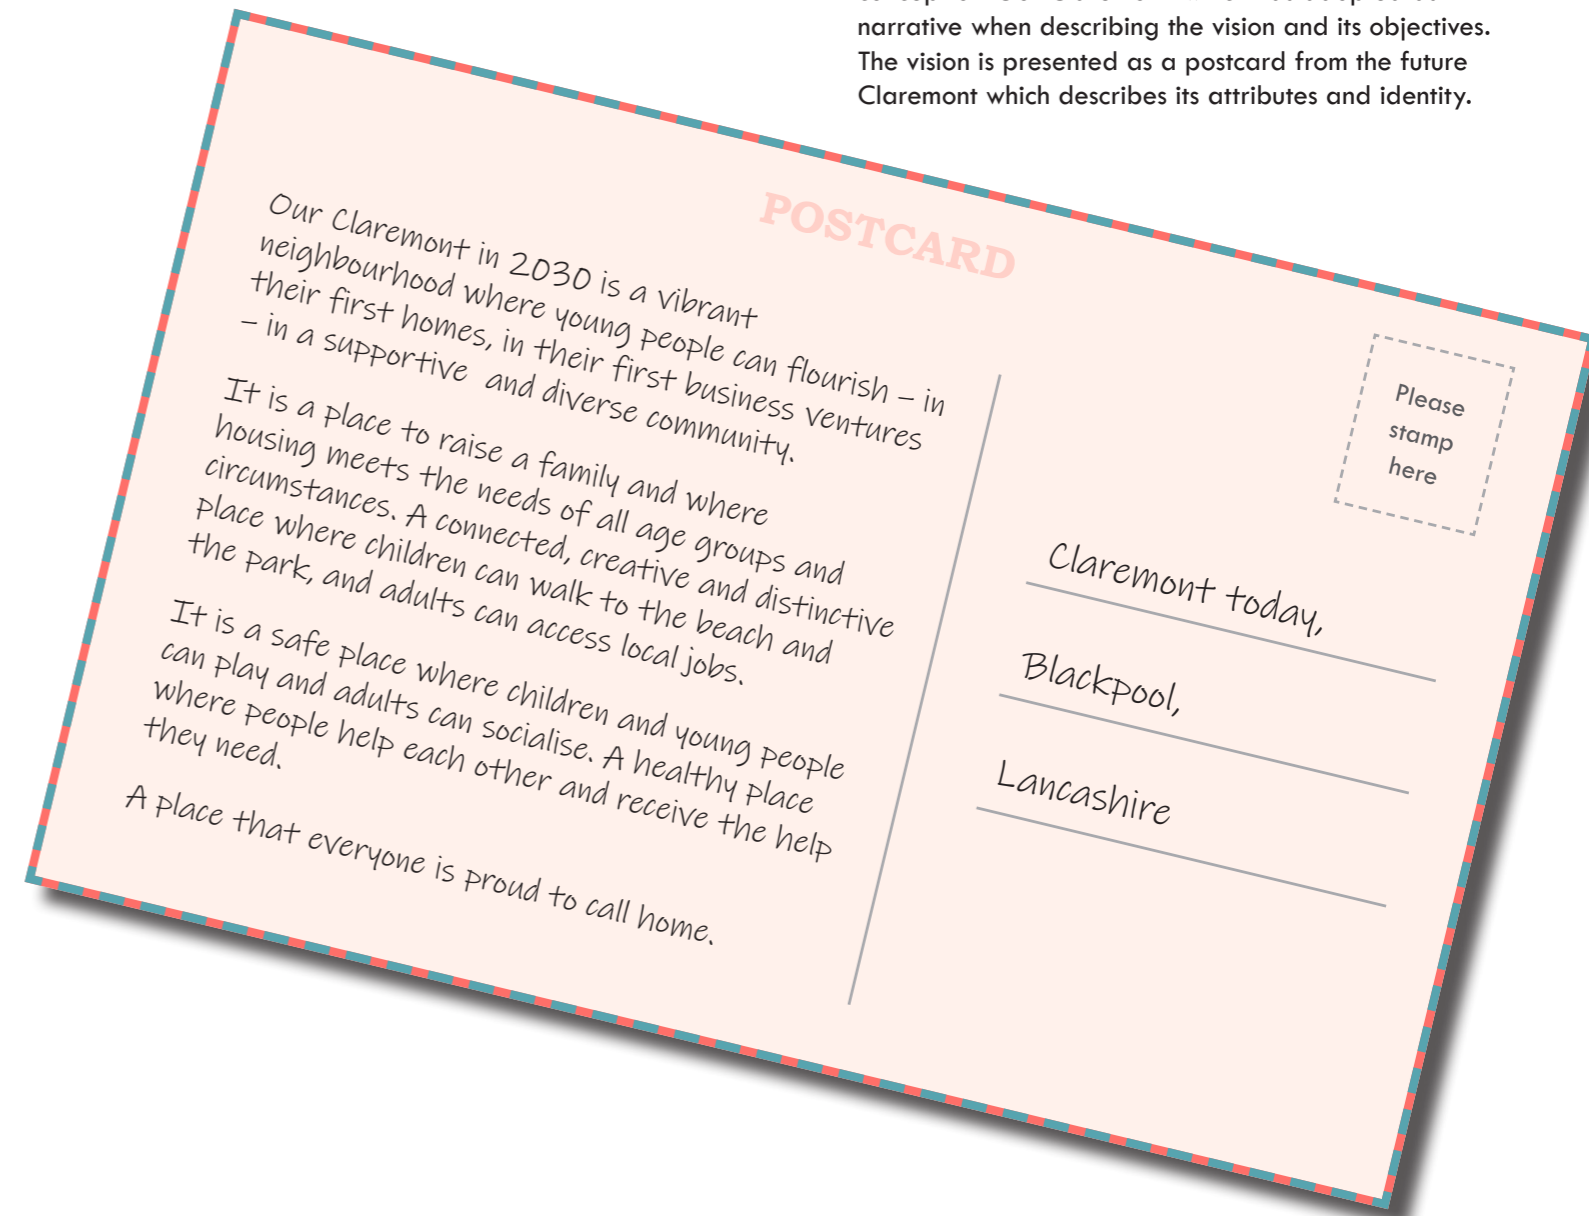 narrative when describing the vision and its objectives.
The vision is presented as a postcard from the future
Claremont which describes its attributes and identity.
POSTCARD
Our Claremont in 2030 is a vibrant
neighbourhood where young people can flourish – in
their first homes, in their first business ventures
– in a supportive and diverse community.
It is a place to raise a family and where
housing meets the needs of all age groups and
circumstances. A connected, creative and distinctive
place where children can walk to the beach and
the park, and adults can access local jobs.
It is a safe place where children and young people
can play and adults can socialise. A healthy place
where people help each other and receive the help
they need.
A place that everyone is proud to call home.
Please
stamp
here
Claremont today,
Blackpool,
Lancashire